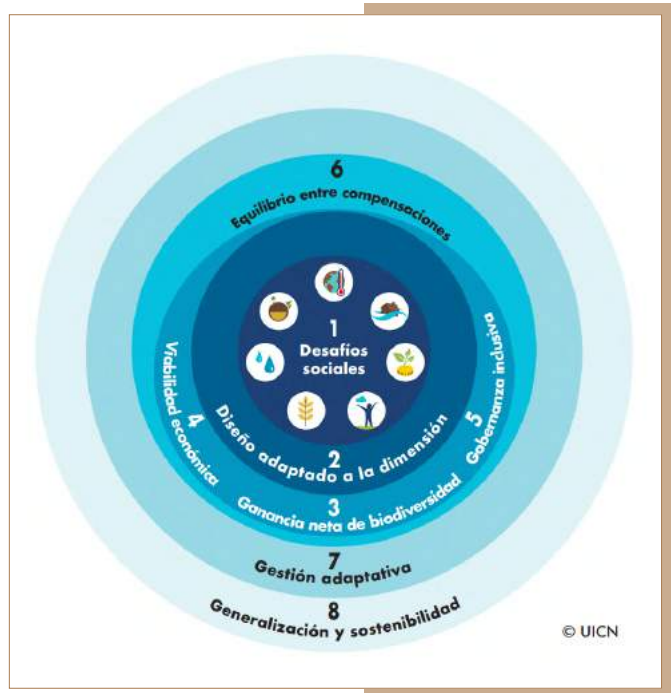 6
Equilibrio entre compensaciones
1
Desafíos
sociales
2
Diseño adaptado a la dimensión
3
Ganancia neta de biodiversidad
4
Viabilidad económica
5
Gobernanza inclusiva
7
Gestión adaptativa
8
Generalización y sostenibilidad
© UICN